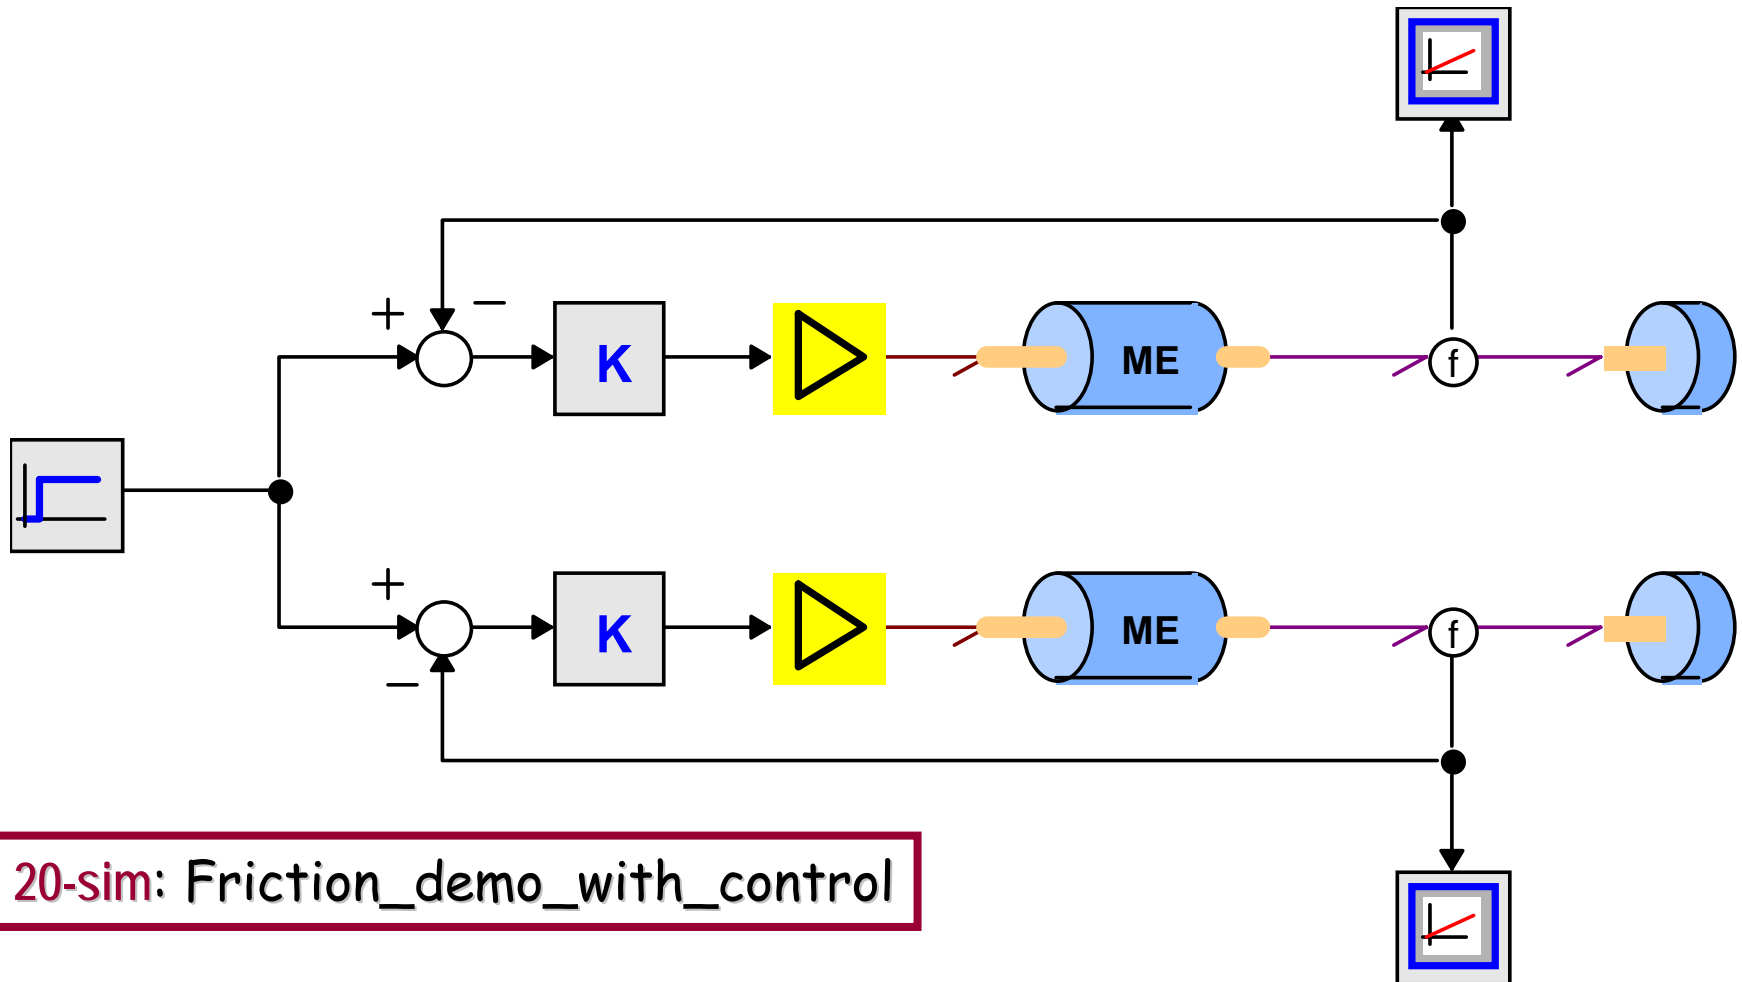 + −
K
ME
f
+
K
ME
f
−
20-sim: Friction_demo_with_control